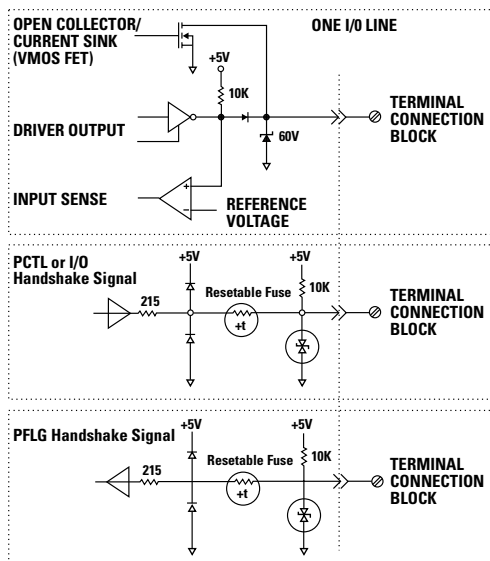 OPEN COLLECTOR/
CURRENT SINK
(VMOS FET)
ONE I/0 LINE
+5V
10K
TERMINAL
CONNECTION
BLOCK
DRIVER OUTPUT
60V
+
INPUT SENSE
–
REFERENCE
VOLTAGE
PCTL or I/O
Handshake Signal
+5V
+5V
215
Resetable Fuse
10K
+t
TERMINAL
CONNECTION
BLOCK
PFLG Handshake Signal
+5V
+5V
215
Resetable Fuse
10K
+t
TERMINAL
CONNECTION
BLOCK